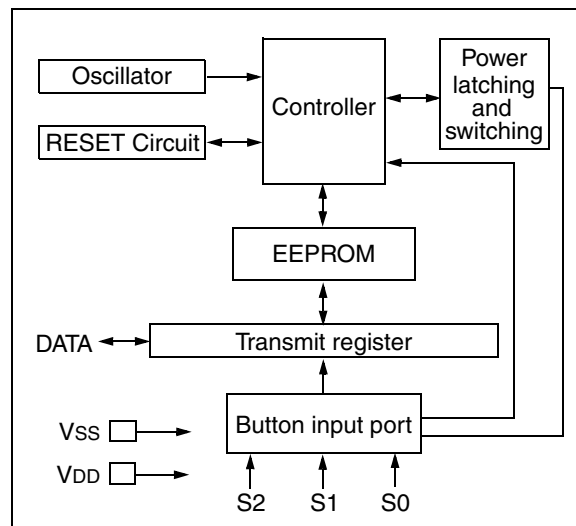 Oscillator
RESET Circuit
Controller
Power
latching
and
switching
EEPROM
DATA
Transmit register
Button input port
VSS
VDD
S2 S1 S0